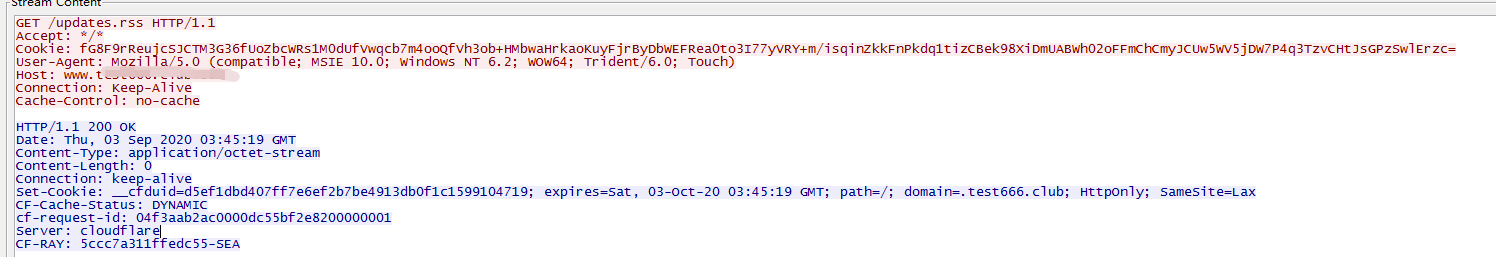 Stream Content
GET /updates.rss HTTP/1.1
Accept: */*
Cookie: fG8F9rReujcSJCTM3G36fUoZbcWRs1M0dUfVwqcb7m4ooQfVh3ob+HMbwaHrkaoKuyFjrByDbWEFRea0to3I77yVRY+m/isqinZkkFnPkdq1tizCBek98XiDmUABWh02oFFmChCmyJCUw5WV5jDW7P4q3TzvCHtJsGPzSwlErzc=
User-Agent: Mozilla/5.0 (compatible; MSIE 10.0; Windows NT 6.2; WOW64; Trident/6.0; Touch)
Host:
Connection: Keep-Alive
Cache-Control: no-cache
HTTP/1.1 200 OK
Date: Thu, 03 Sep 2020 03:45:19 GMT
Content-Type: application/octet-stream
Content-Length: 0
Connection: keep-alive
Set-Cookie: __cfduid=d5ef1dbd407ff7e6ef2b7be4913db0f1c1599104719; expires=Sat, 03-Oct-20 03:45:19 GMT; path=/; domain=.test666.club; HttpOnly; SameSite=Lax
CF-Cache-Status: DYNAMIC
cf-request-id: 04f3aab2ac0000dc55bf2e8200000001
Server: cloudflare
CF-RAY: 5ccc7a311ffedc55-SEA